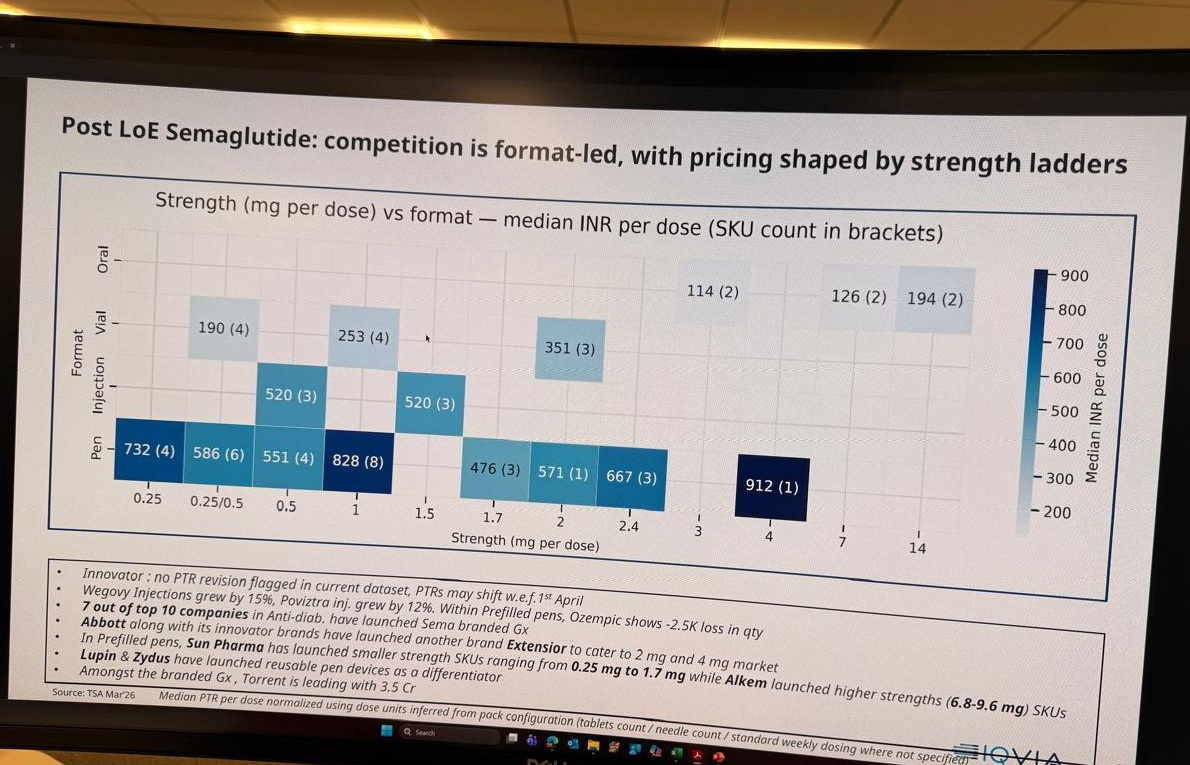 Post LoE Semaglutide: competition is format-led, with pricing shaped by strength ladders
Strength (mg per dose) vs format — median INR per dose (SKU count in brackets)
Format
Oral
Vial
Injection
Pen
114 (2)
126 (2)
194 (2)
190 (4)
253 (4)
351 (3)
520 (3)
520 (3)
732 (4)
586 (6)
551 (4)
828 (8)
476 (3)
571 (1)
667 (3)
912 (1)
0.25
0.25/0.5
0.5
1
1.5
1.7
2
2.4
3
4
7
14
Strength (mg per dose)
900
800
700
600
500
400
300
200
Median INR per dose
• Innovator : no PTR revision flagged in current dataset, PTRs may shift w.e.f.1st April
• Wegovy Injections grew by 15%, Poviztra inj. grew by 12%. Within Prefilled pens, Ozempic shows -2.5K loss in qty
• 7 out of top 10 companies in Anti-diab. have launched Sema branded Gx
• Abbott along with its innovator brands have launched another brand Extensior to cater to 2 mg and 4 mg market
• In Prefilled pens, Sun Pharma has launched smaller strength SKUs ranging from 0.25 mg to 1.7 mg while Alkem launched higher strengths (6.8-9.6 mg) SKUs
• Lupin & Zydus have launched reusable pen devices as a differentiator
• Amongst the branded Gx , Torrent is leading with 3.5 Cr
Source: TSA Mar'26
Median PTR per dose normalized using dose units inferred from pack configuration (tablets count / needle count / standard weekly dosing where not specified)
IQVIA
Search